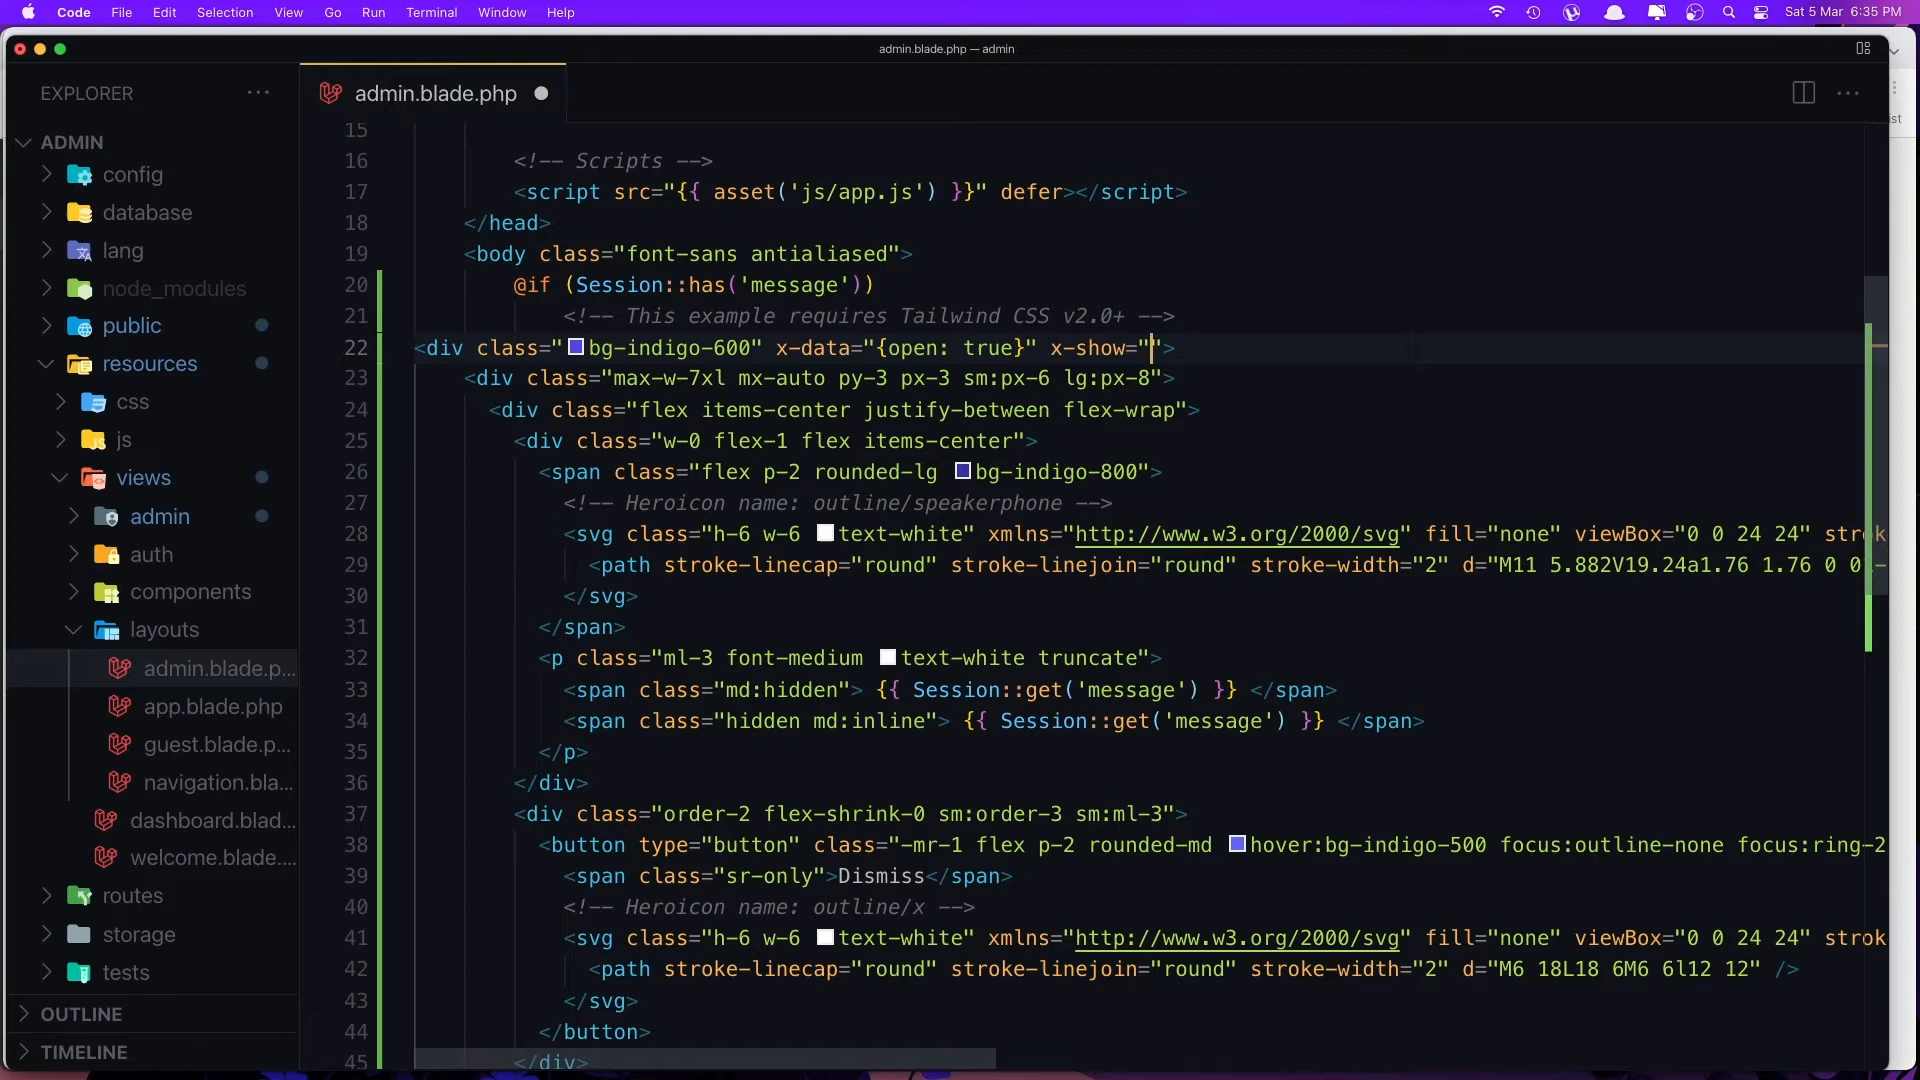 Code File Edit Selection View Go Run Terminal Window Help Sat 5 Mar 6:35 PM
admin.blade.php — admin
EXPLORER
ADMIN
config
database
lang
node_modules
public
resources
css
js
views
admin
auth
components
layouts
admin.blade.p...
app.blade.php
guest.blade.p...
navigation.bla...
dashboard.blad...
welcome.blade....
routes
storage
tests
OUTLINE
TIMELINE
admin.blade.php
ist
15
16 <!-- Scripts -->
17 <script src="{{ asset('js/app.js') }}" defer></script>
18 </head>
19 <body class="font-sans antialiased">
20 @if (Session::has('message'))
21 <!-- This example requires Tailwind CSS v2.0+ -->
22 <div class="bg-indigo-600" x-data="{open: true}" x-show="">
23 <div class="max-w-7xl mx-auto py-3 px-3 sm:px-6 lg:px-8">
24 <div class="flex items-center justify-between flex-wrap">
25 <div class="w-0 flex-1 flex items-center">
26 <span class="flex p-2 rounded-lg bg-indigo-800">
27 <!-- Heroicon name: outline/speakerphone -->
28 <svg class="h-6 w-6 text-white" xmlns="http://www.w3.org/2000/svg" fill="none" viewBox="0 0 24 24" strok
29 <path stroke-linecap="round" stroke-linejoin="round" stroke-width="2" d="M11 5.882V19.24a1.76 1.76 0 01-
30 </svg>
31 </span>
32 <p class="ml-3 font-medium text-white truncate">
33 <span class="md:hidden"> {{ Session::get('message') }} </span>
34 <span class="hidden md:inline"> {{ Session::get('message') }} </span>
35 </p>
36 </div>
37 <div class="order-2 flex-shrink-0 sm:order-3 sm:ml-3">
38 <button type="button" class="-mr-1 flex p-2 rounded-md hover:bg-indigo-500 focus:outline-none focus:ring-2
39 <span class="sr-only">Dismiss</span>
40 <!-- Heroicon name: outline/x -->
41 <svg class="h-6 w-6 text-white" xmlns="http://www.w3.org/2000/svg" fill="none" viewBox="0 0 24 24" strok
42 <path stroke-linecap="round" stroke-linejoin="round" stroke-width="2" d="M6 18L18 6M6 6l12 12" />
43 </svg>
44 </button>
45 </div>